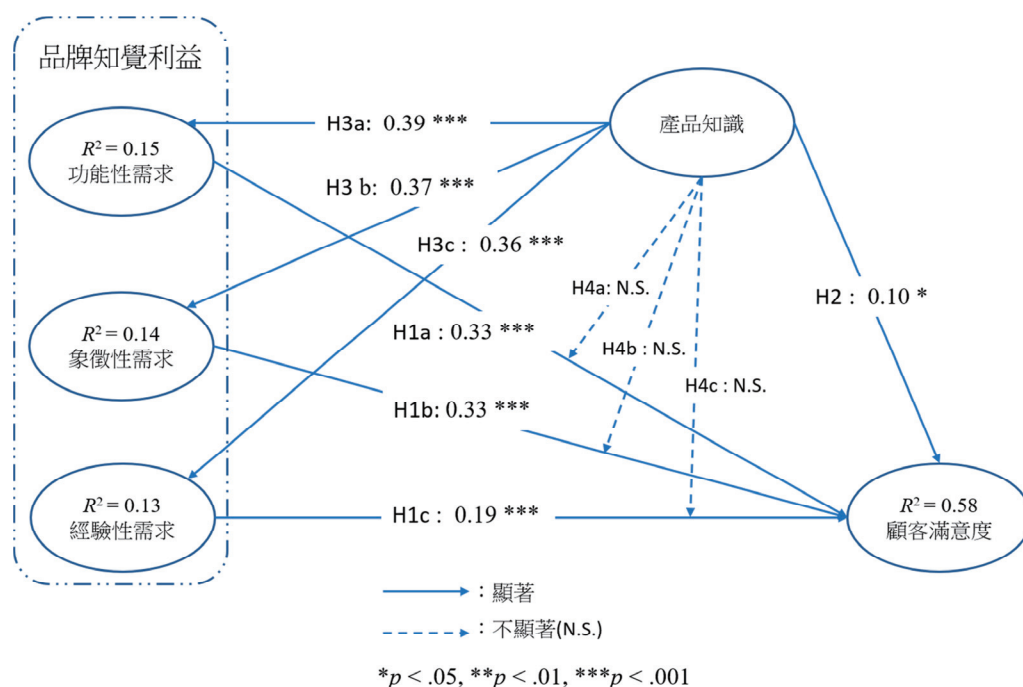 品牌知覺利益
R² = 0.15
功能性需求
R² = 0.14
象徵性需求
R² = 0.13
經驗性需求
產品知識
R² = 0.58
顧客滿意度
H3a: 0.39 ***
H3 b: 0.37 ***
H3c : 0.36 ***
H4a: N.S.
H4b : N.S.
H4c : N.S.
H2 : 0.10 *
H1a : 0.33 ***
H1b: 0.33 ***
H1c : 0.19 ***
：顯著
：不顯著(N.S.)
*p < .05, **p < .01, ***p < .001